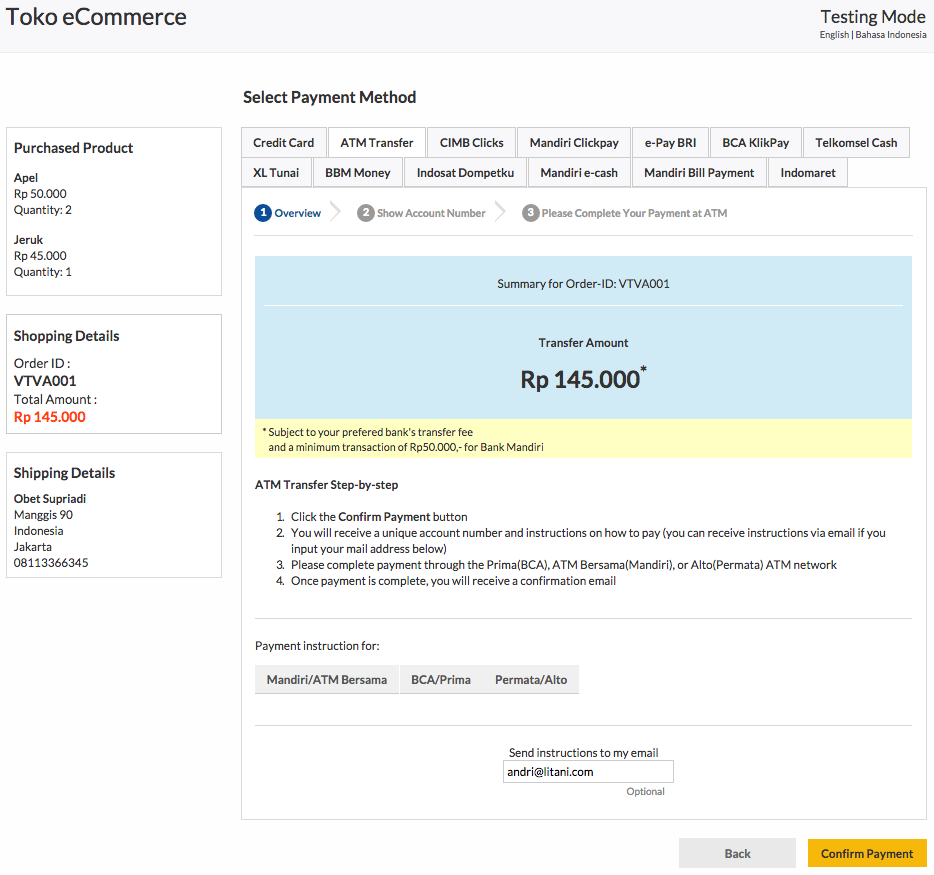 Toko eCommerce
Testing Mode
English | Bahasa Indonesia
Select Payment Method
Purchased Product
Apel
Rp 50.000
Quantity: 2
Jeruk
Rp 45.000
Quantity: 1
Shopping Details
Order ID :
VTVA001
Total Amount :
Rp 145.000
Shipping Details
Obet Supriadi
Manggis 90
Indonesia
Jakarta
08113366345
Credit Card ATM Transfer CIMB Clicks Mandiri Clickpay e-Pay BRI BCA KlikPay Telkomsel Cash
XL Tunai BBM Money Indosat Dompetku Mandiri e-cash Mandiri Bill Payment Indomaret
1 Overview 2 Show Account Number 3 Please Complete Your Payment at ATM
Summary for Order-ID: VTVA001
Transfer Amount
Rp 145.000*
* Subject to your prefered bank's transfer fee
and a minimum transaction of Rp50.000,- for Bank Mandiri
ATM Transfer Step-by-step
1. Click the Confirm Payment button
2. You will receive a unique account number and instructions on how to pay (you can receive instructions via email if you
input your mail address below)
3. Please complete payment through the Prima(BCA), ATM Bersama(Mandiri), or Alto(Permata) ATM network
4. Once payment is complete, you will receive a confirmation email
Payment instruction for:
Mandiri/ATM Bersama BCA/Prima Permata/Alto
Send instructions to my email
andri@litani.com
Optional
Back Confirm Payment